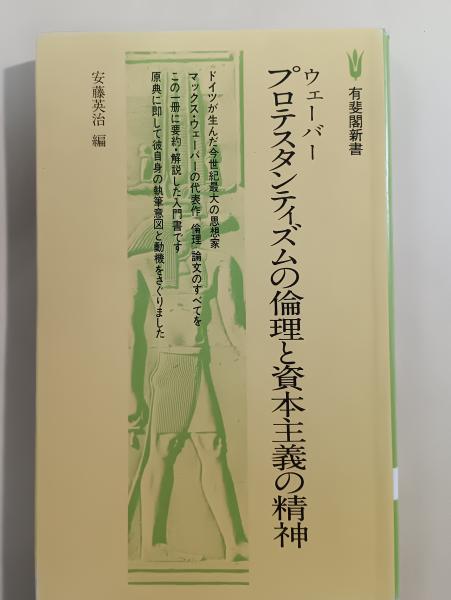 有斐閣新書
ウェーバー
プロテスタンティズムの倫理と資本主義の精神
ドイツが生んだ今世紀最大の思想家
マックス・ウェーバーの代表作“倫理”論文のすべてを
この一冊に要約・解説した入門書です
原典に即して彼自身の執筆意図と動機をさぐりました
安藤英治 編